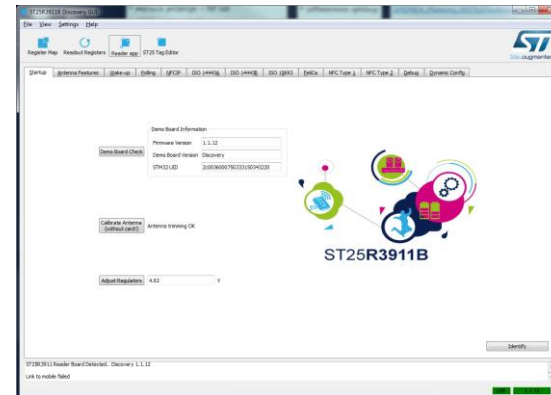 ST25R3911B Discovery GUI
File View Settings Help
Register Map Readout Registers Reader app ST25 Tag Editor
life.augmented
Startup Antenna Features Wake-up Polling NFCIP ISO 14443A ISO 14443B ISO 15693 FeliCa NFC Type 1 NFC Type 2 Debug Dynamic Config
Demo Board Information
Firmware Version 1.1.12
Demo Board Check Demo Board Version Discovery
STM32 UID
Calibrate Antenna
(without card!) Antenna trimming OK
ST25R3911B
Adjust Regulators 4.62 V
Identify
ST25R3911 Reader Board Detected. Discovery 1.1.12
Link to mobile failed